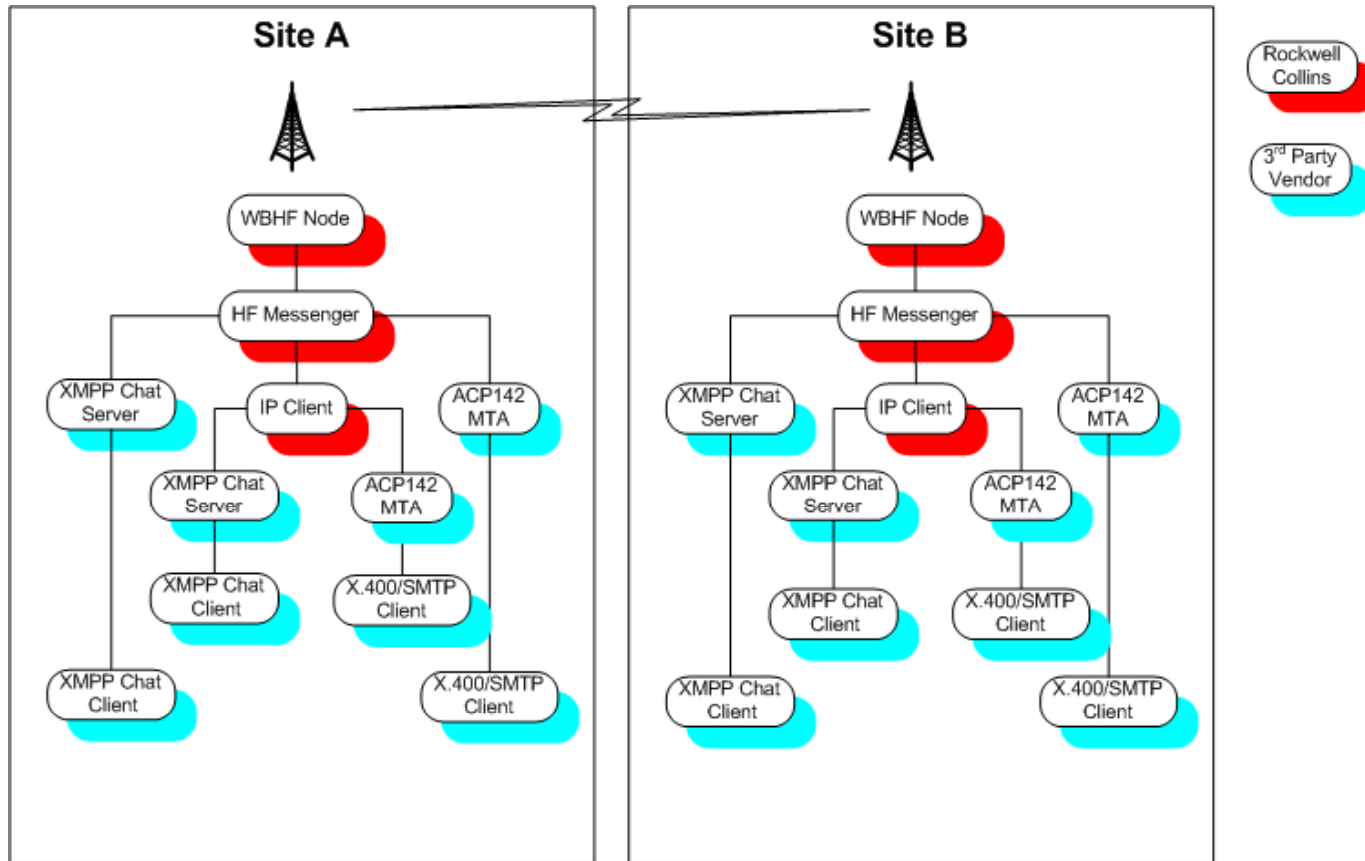 Site A
WBHF Node
HF Messenger
XMPP Chat
Server
IP Client
ACP142
MTA
XMPP Chat
Server
ACP142
MTA
XMPP Chat
Client
X.400/SMTP
Client
XMPP Chat
Client
X.400/SMTP
Client
Site B
WBHF Node
HF Messenger
XMPP Chat
Server
IP Client
ACP142
MTA
XMPP Chat
Server
ACP142
MTA
XMPP Chat
Client
X.400/SMTP
Client
XMPP Chat
Client
X.400/SMTP
Client
Rockwell
Collins
3rd Party
Vendor